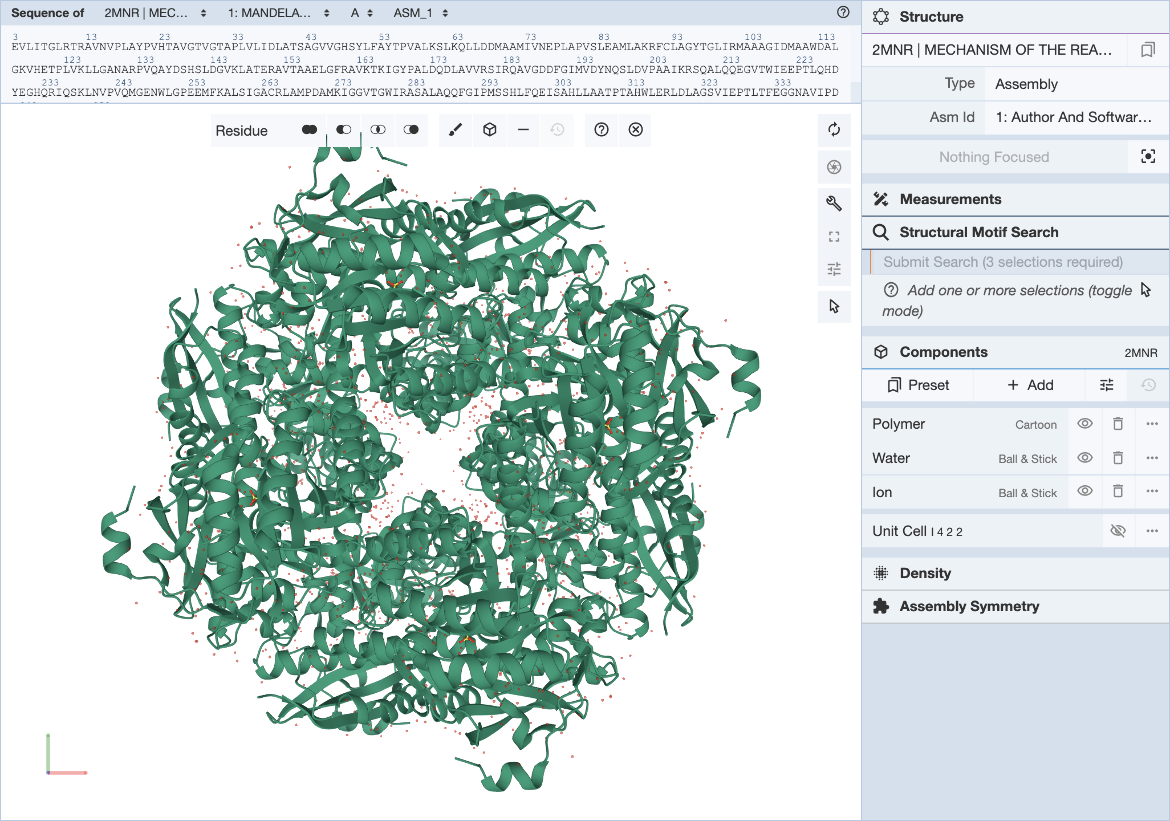 Sequence of 2MNR | MEC... 1: MANDELA... A ASM_1
3 13 23 33 43 53 63 73 83 93 103 113
EVLITGLRTRAVNVPLAYPVHTAVGTVGTAPLVLIDLATSAGVVGHSYLFAYTPVALKSLKQLLDDMAAMIVNEPLAPVSLEAMLAKRFCLAGYTGLIRMAAAGIDMAAWDAL
123 133 143 153 163 173 183 193 203 213 223
GKVHETPLVKLLGANARPVQAYDSHSLDGVKLATERAVTAAELGFRAVKTKIGYPALDQDLAVVRSIRQAVGDDFGIMVDYNQSLDVPAAIKRSQALQQEGVTWIEEPTLQHD
233 243 253 263 273 283 293 303 313 323 333
YEGHQRIQSKLNVPVQMGENWLGPEEMFKALSIGACRLAMPDAMKIGGVTGWIRASALAQQFGIPMSSHLFQEISAHLLAATPTAHWLERLDLAGSVIEPTLTFEGGNAVIPD
Residue
Structure
2MNR | MECHANISM OF THE REA...
Type Assembly
Asm Id 1: Author And Softwar...
Nothing Focused
Measurements
Structural Motif Search
Submit Search (3 selections required)
Add one or more selections (toggle
mode)
Components 2MNR
Preset + Add
Polymer Cartoon
Water Ball & Stick
Ion Ball & Stick
Unit Cell I 4 2 2
Density
Assembly Symmetry